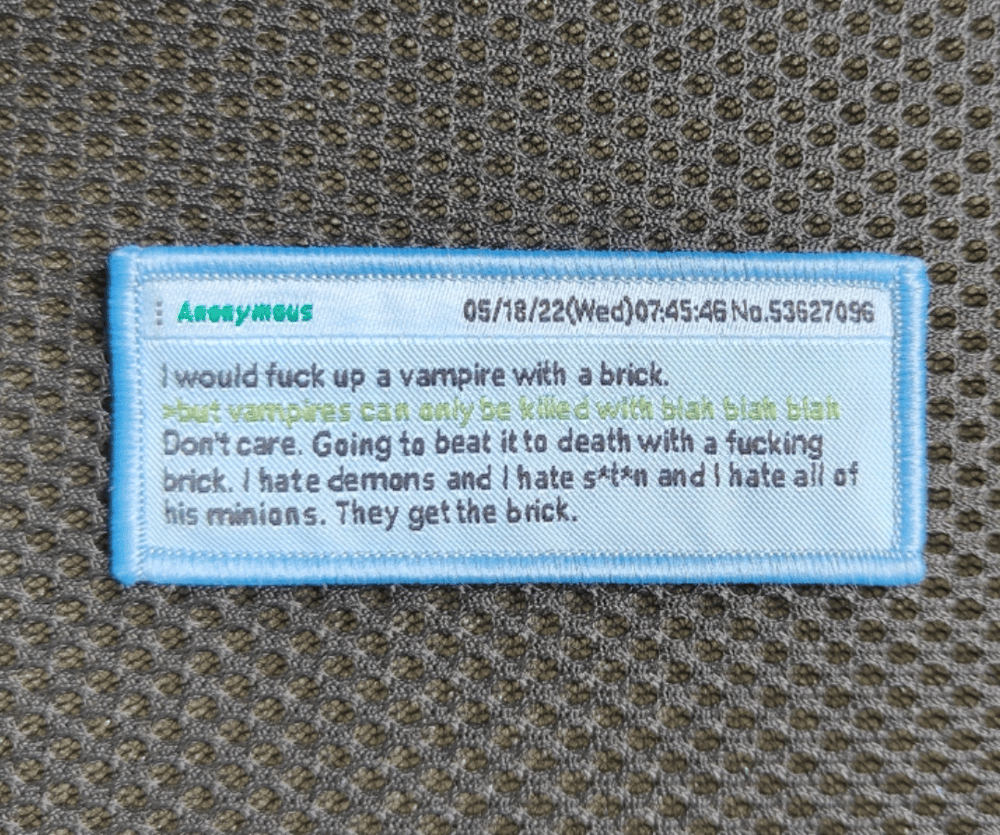 Anonymous 05/18/22(Wed)07:45:46 No.53627096
I would fuck up a vampire with a brick.
>but vampires can only be killed with blah blah blah
Don't care. Going to beat it to death with a fucking
brick. I hate demons and I hate s*t*n and I hate all of
his minions. They get the brick.